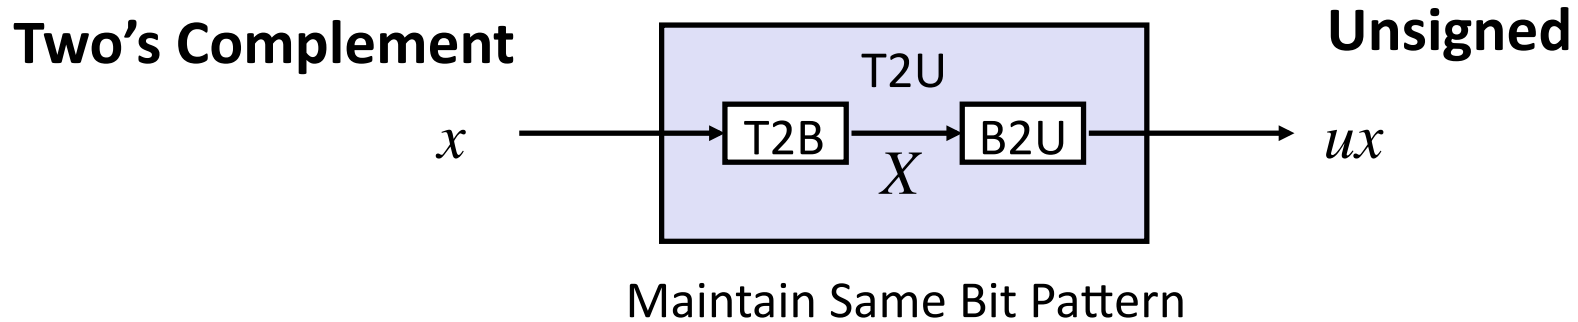 Two’s Complement
Unsigned
T2U
x
T2B
X
B2U
ux
Maintain Same Bit Pattern